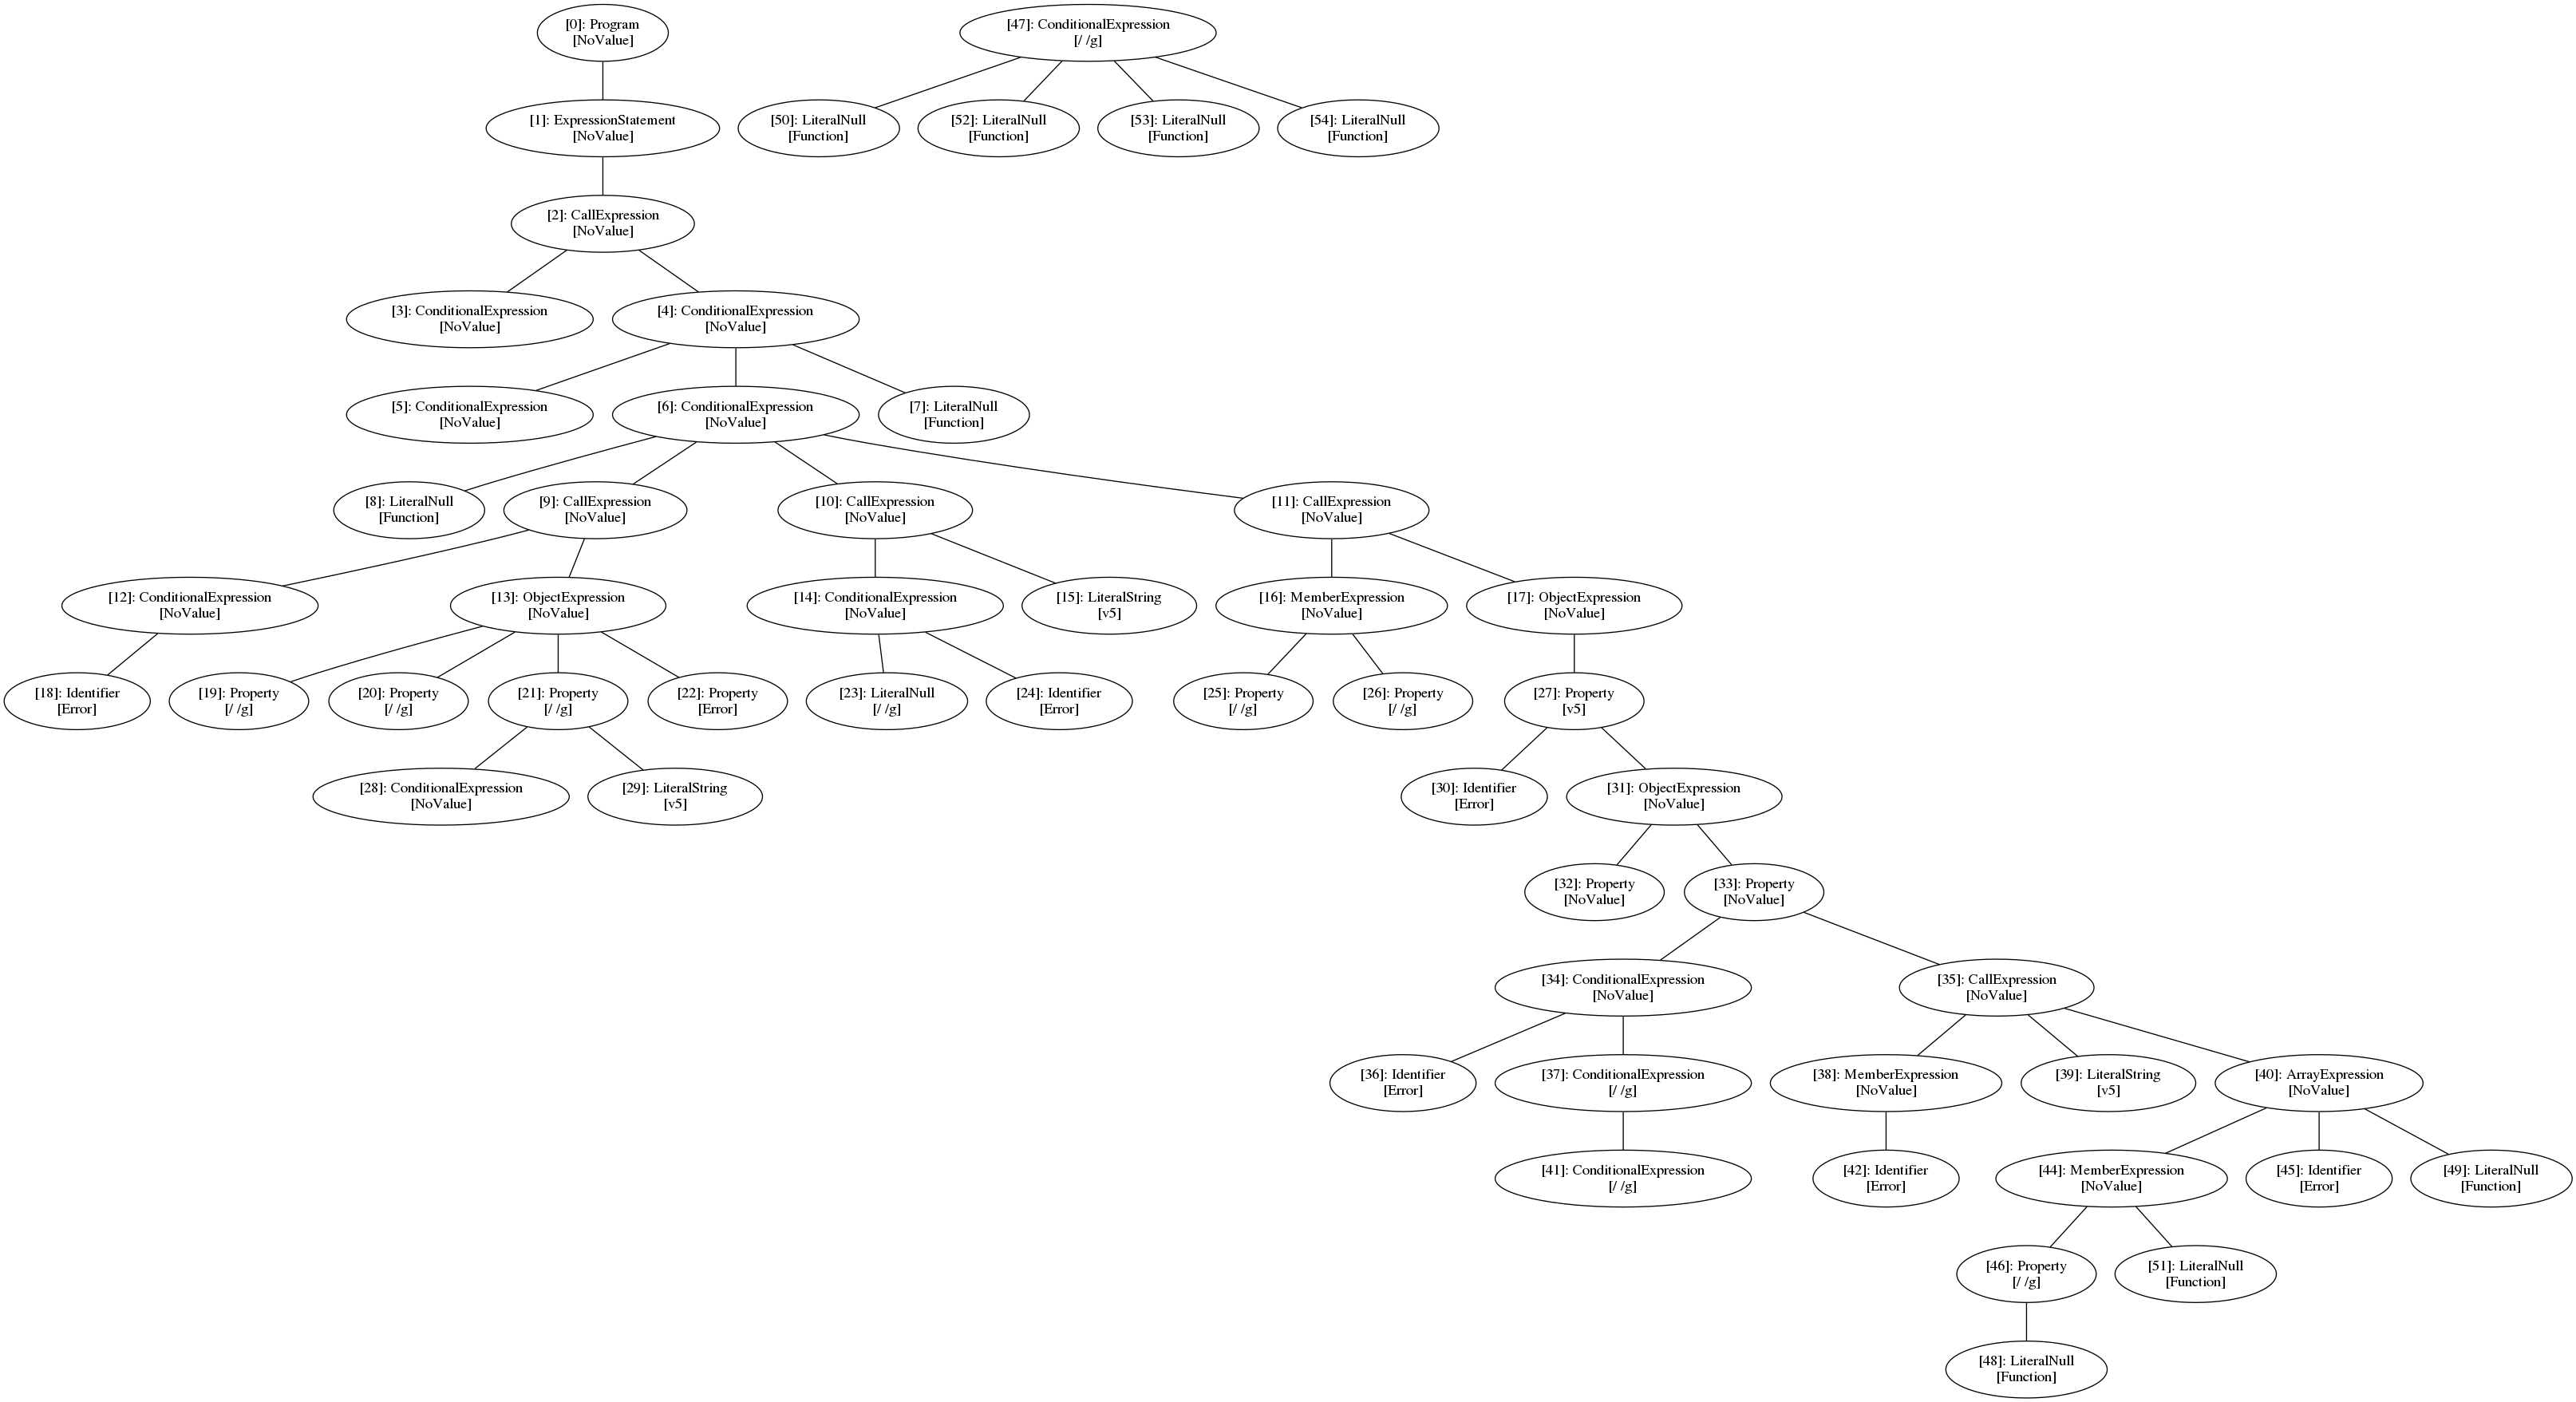 [0]: Program
[NoValue]
[47]: ConditionalExpression
[/ /g]
[1]: ExpressionStatement
[NoValue]
[50]: LiteralNull
[Function]
[52]: LiteralNull
[Function]
[53]: LiteralNull
[Function]
[54]: LiteralNull
[Function]
[2]: CallExpression
[NoValue]
[3]: ConditionalExpression
[NoValue]
[4]: ConditionalExpression
[NoValue]
[5]: ConditionalExpression
[NoValue]
[6]: ConditionalExpression
[NoValue]
[7]: LiteralNull
[Function]
[8]: LiteralNull
[Function]
[9]: CallExpression
[NoValue]
[10]: CallExpression
[NoValue]
[11]: CallExpression
[NoValue]
[12]: ConditionalExpression
[NoValue]
[13]: ObjectExpression
[NoValue]
[14]: ConditionalExpression
[NoValue]
[15]: LiteralString
[v5]
[16]: MemberExpression
[NoValue]
[17]: ObjectExpression
[NoValue]
[18]: Identifier
[Error]
[19]: Property
[/ /g]
[20]: Property
[/ /g]
[21]: Property
[/ /g]
[22]: Property
[Error]
[23]: LiteralNull
[/ /g]
[24]: Identifier
[Error]
[25]: Property
[/ /g]
[26]: Property
[/ /g]
[27]: Property
[v5]
[28]: ConditionalExpression
[NoValue]
[29]: LiteralString
[v5]
[30]: Identifier
[Error]
[31]: ObjectExpression
[NoValue]
[32]: Property
[NoValue]
[33]: Property
[NoValue]
[34]: ConditionalExpression
[NoValue]
[35]: CallExpression
[NoValue]
[36]: Identifier
[Error]
[37]: ConditionalExpression
[/ /g]
[38]: MemberExpression
[NoValue]
[39]: LiteralString
[v5]
[40]: ArrayExpression
[NoValue]
[41]: ConditionalExpression
[/ /g]
[42]: Identifier
[Error]
[44]: MemberExpression
[NoValue]
[45]: Identifier
[Error]
[49]: LiteralNull
[Function]
[46]: Property
[/ /g]
[51]: LiteralNull
[Function]
[48]: LiteralNull
[Function]